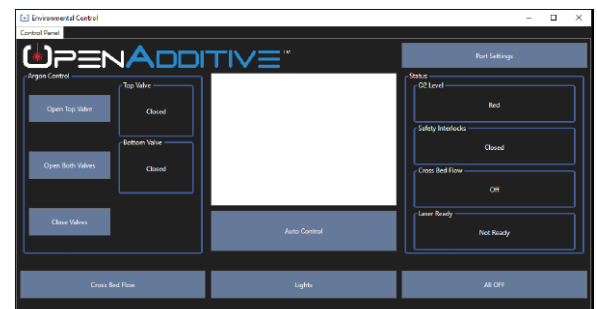 Environmental Control
Control Panel
OPENADDITIVE™
Port Settings
Argon Control
Open Top Valve
Top Valve
Closed
Open Both Valves
Bottom Valve
Closed
Close Valves
Auto Control
Status
O2 Level
Red
Safety Interlocks
Closed
Cross Bed Flow
Off
Laser Ready
Not Ready
Cross Bed Flow
Lights
All OFF